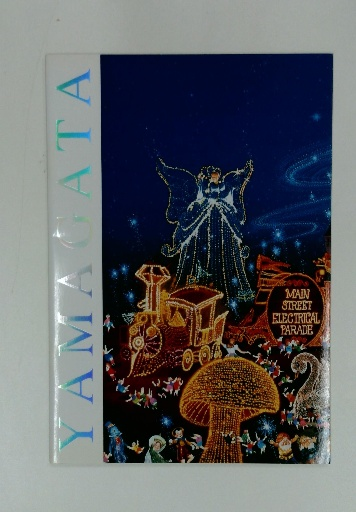 YAMAGATA
MAIN
STREET
ELECTRICAL
PARADE